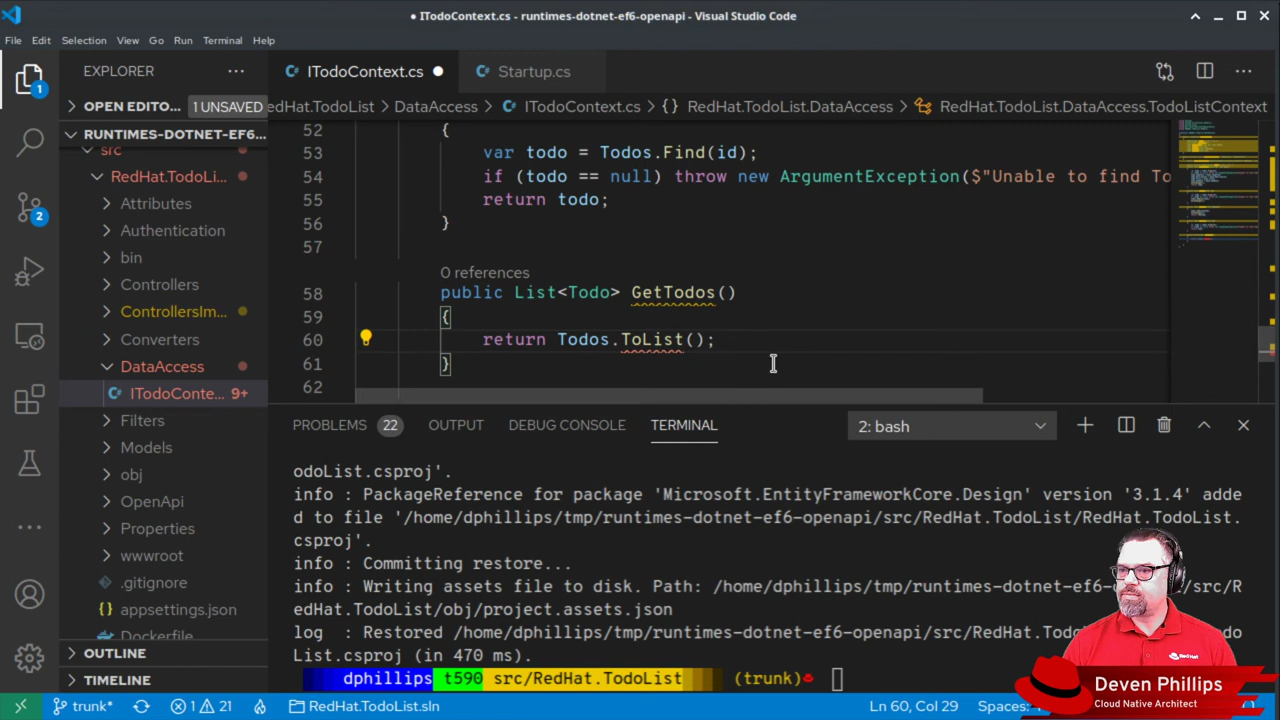 ● ITodoContext.cs - runtimes-dotnet-ef6-openapi - Visual Studio Code
File Edit Selection View Go Run Terminal Help
EXPLORER ITodoContext.cs ● Startup.cs
OPEN EDITO... 1 UNSAVED
edHat.TodoList > DataAccess > ITodoContext.cs > {} RedHat.TodoList.DataAccess > RedHat.TodoList.DataAccess.TodoListContext
RUNTIMES-DOTNET-EF6...
src
RedHat.TodoLi...
Attributes
Authentication
bin
Controllers
ControllersIm...
Converters
DataAccess
ITodoConte... 9+
Filters
Models
obj
OpenApi
Properties
wwwroot
.gitignore
{} appsettings.json
Dockerfile
OUTLINE
TIMELINE
1
2
52 {
53 var todo = Todos.Find(id);
54 if (todo == null) throw new ArgumentException($"Unable to find To
55 return todo;
56 }
57
0 references
58 public List<Todo> GetTodos()
59 {
60 return Todos.ToList();
61 }
62
PROBLEMS 22 OUTPUT DEBUG CONSOLE TERMINAL 2: bash
odoList.csproj'.
info : PackageReference for package 'Microsoft.EntityFrameworkCore.Design' version '3.1.4' adde
d to file '/home/dphillips/tmp/runtimes-dotnet-ef6-openapi/src/RedHat.TodoList/RedHat.TodoList.
csproj'.
info : Committing restore...
info : Writing assets file to disk. Path: /home/dphillips/tmp/runtimes-dotnet-ef6-openapi/src/R
edHat.TodoList/obj/project.assets.json
log : Restored /home/dphillips/tmp/runtimes-dotnet-ef6-openapi/src/RedHat.TodoList/RedHat.Todo
List.csproj (in 470 ms).
dphillips t590 src/RedHat.TodoList (trunk)
Red Hat
Deven Phillips
Cloud Native Architect
trunk* 1 21 RedHat.TodoList.sln Ln 60, Col 29 Spaces: